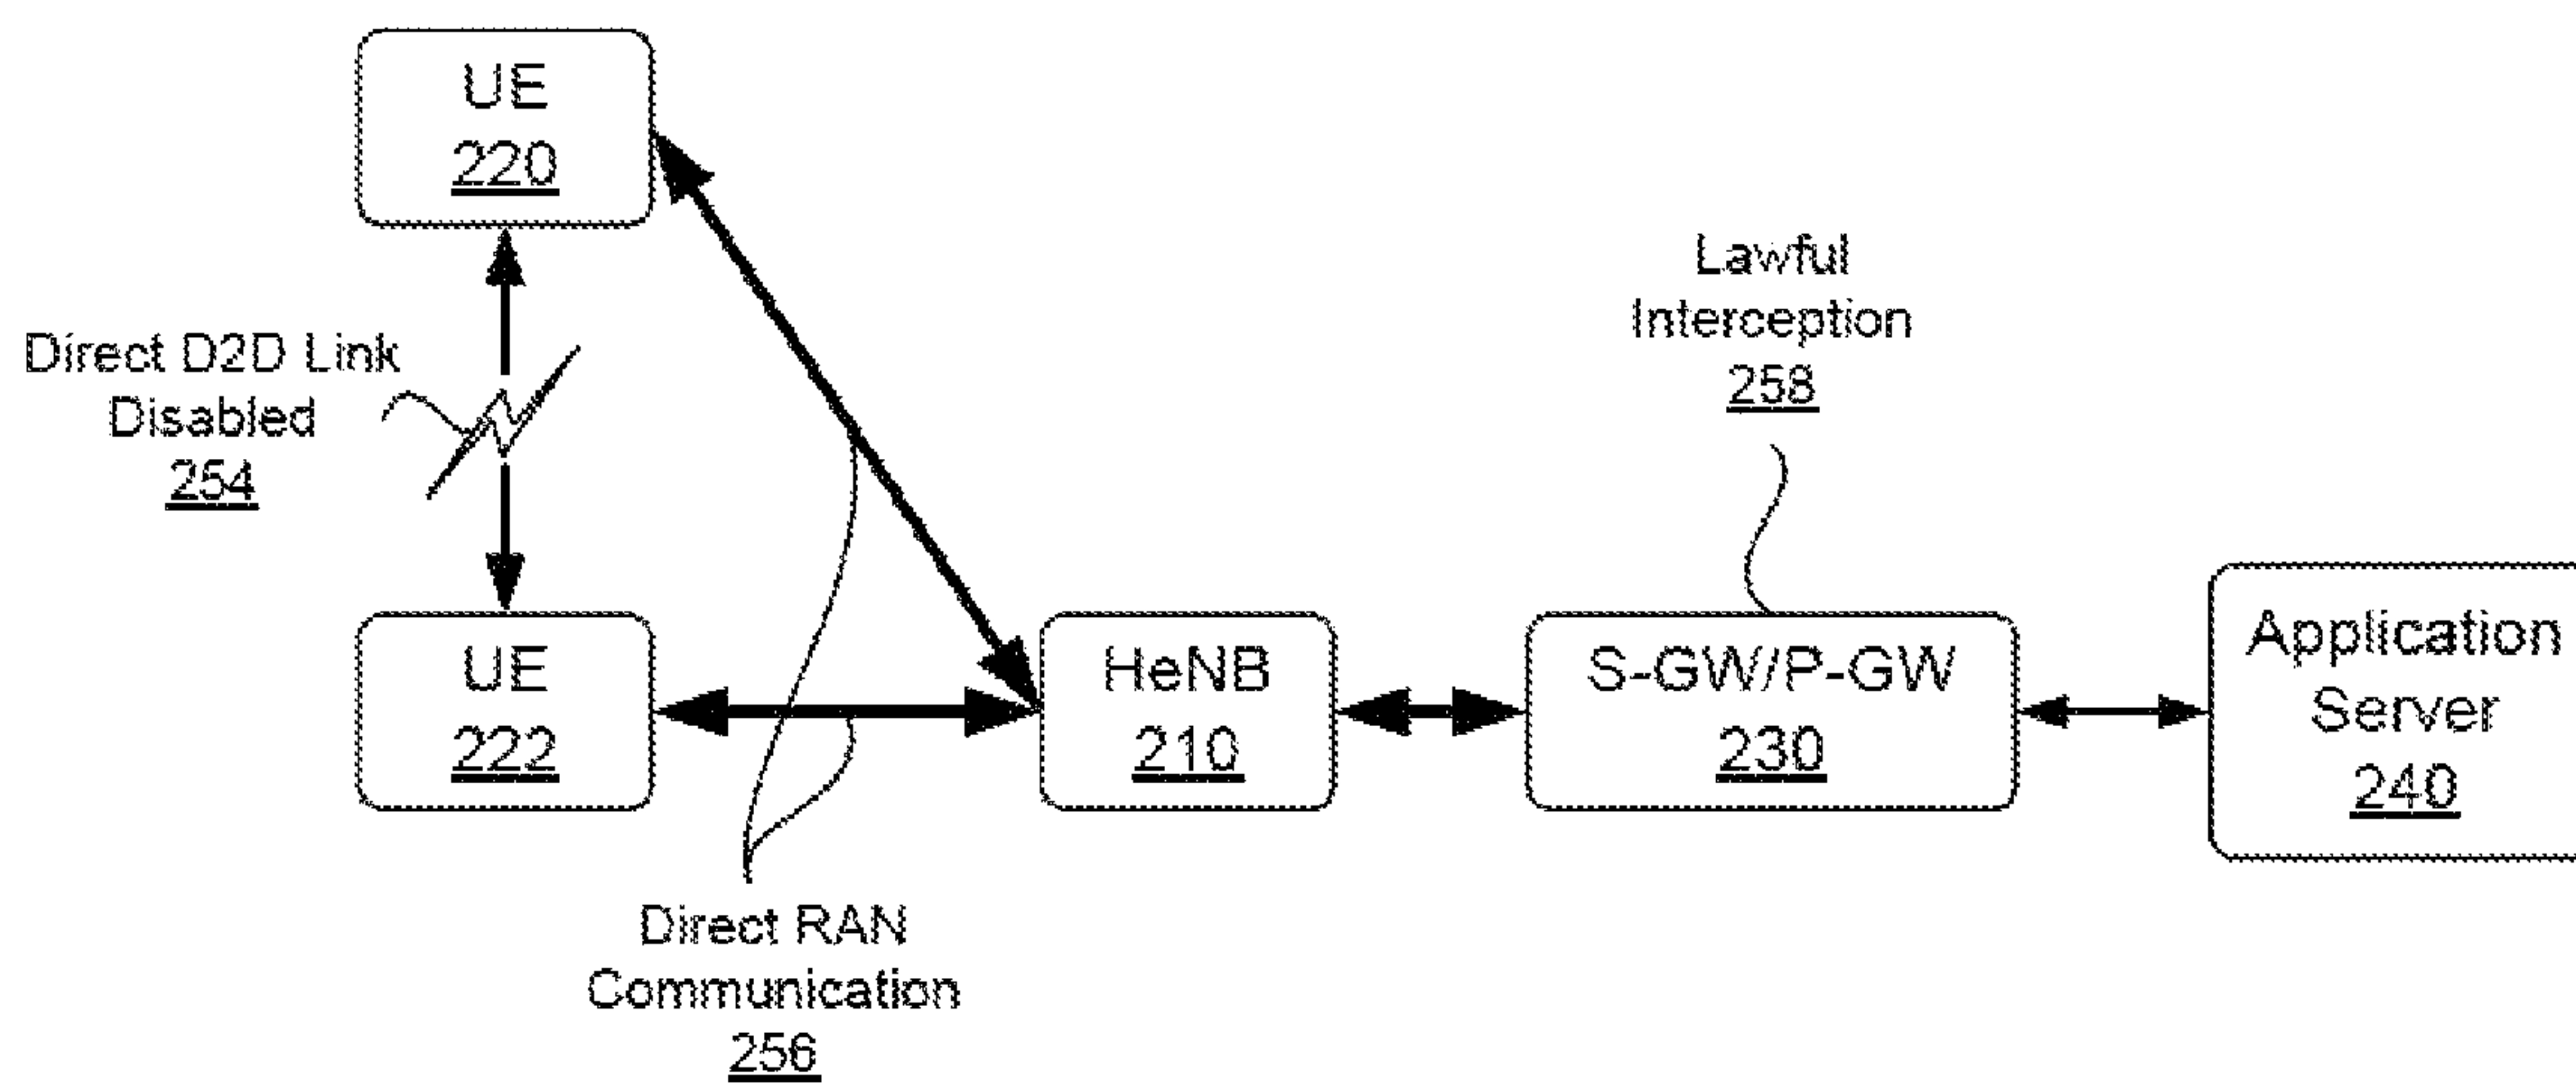 UE
220
Direct D2D Link
Disabled
254
Lawful
Interception
258
UE
222
HeNB
210
S-GW/P-GW
230
Application
Server
240
Direct RAN
Communication
256